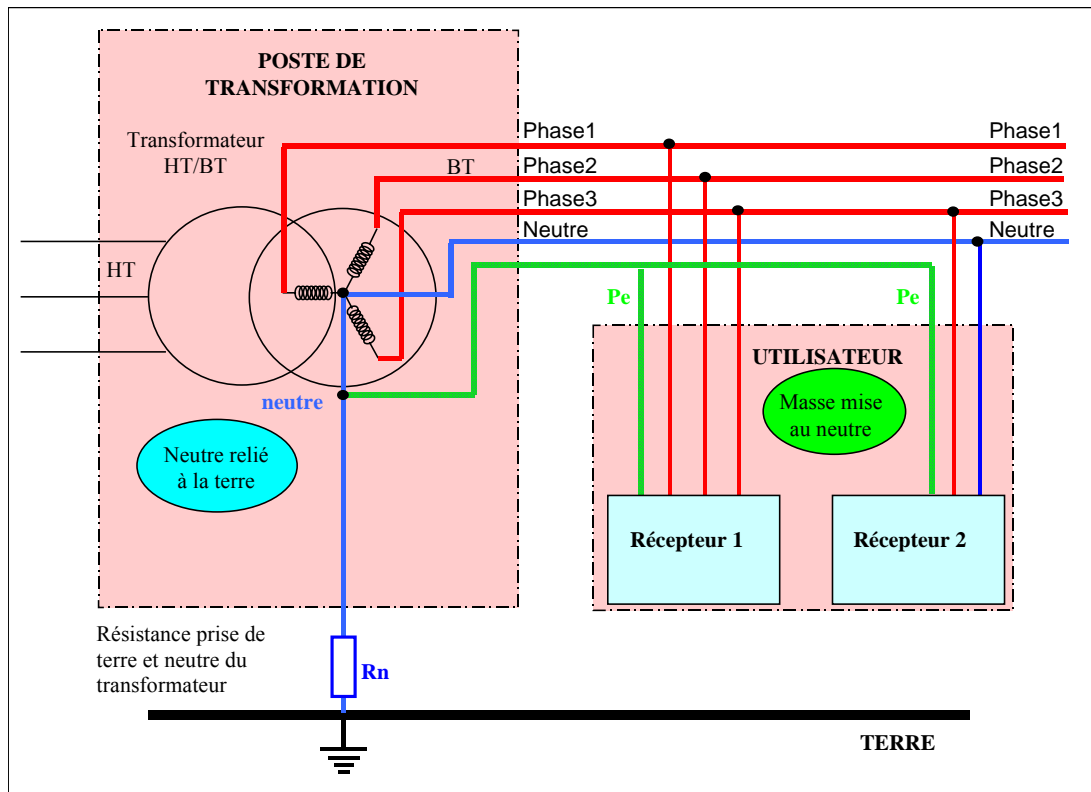 POSTE DE
TRANSFORMATION
Transformateur
HT/BT
BT
HT
Phase1
Phase1
Phase2
Phase2
Phase3
Phase3
Neutre
Neutre
neutre
Neutre relié
à la terre
Pe
Pe
UTILISATEUR
Masse mise
au neutre
Récepteur 1
Récepteur 2
Résistance prise de
terre et neutre du
transformateur
Rn
TERRE